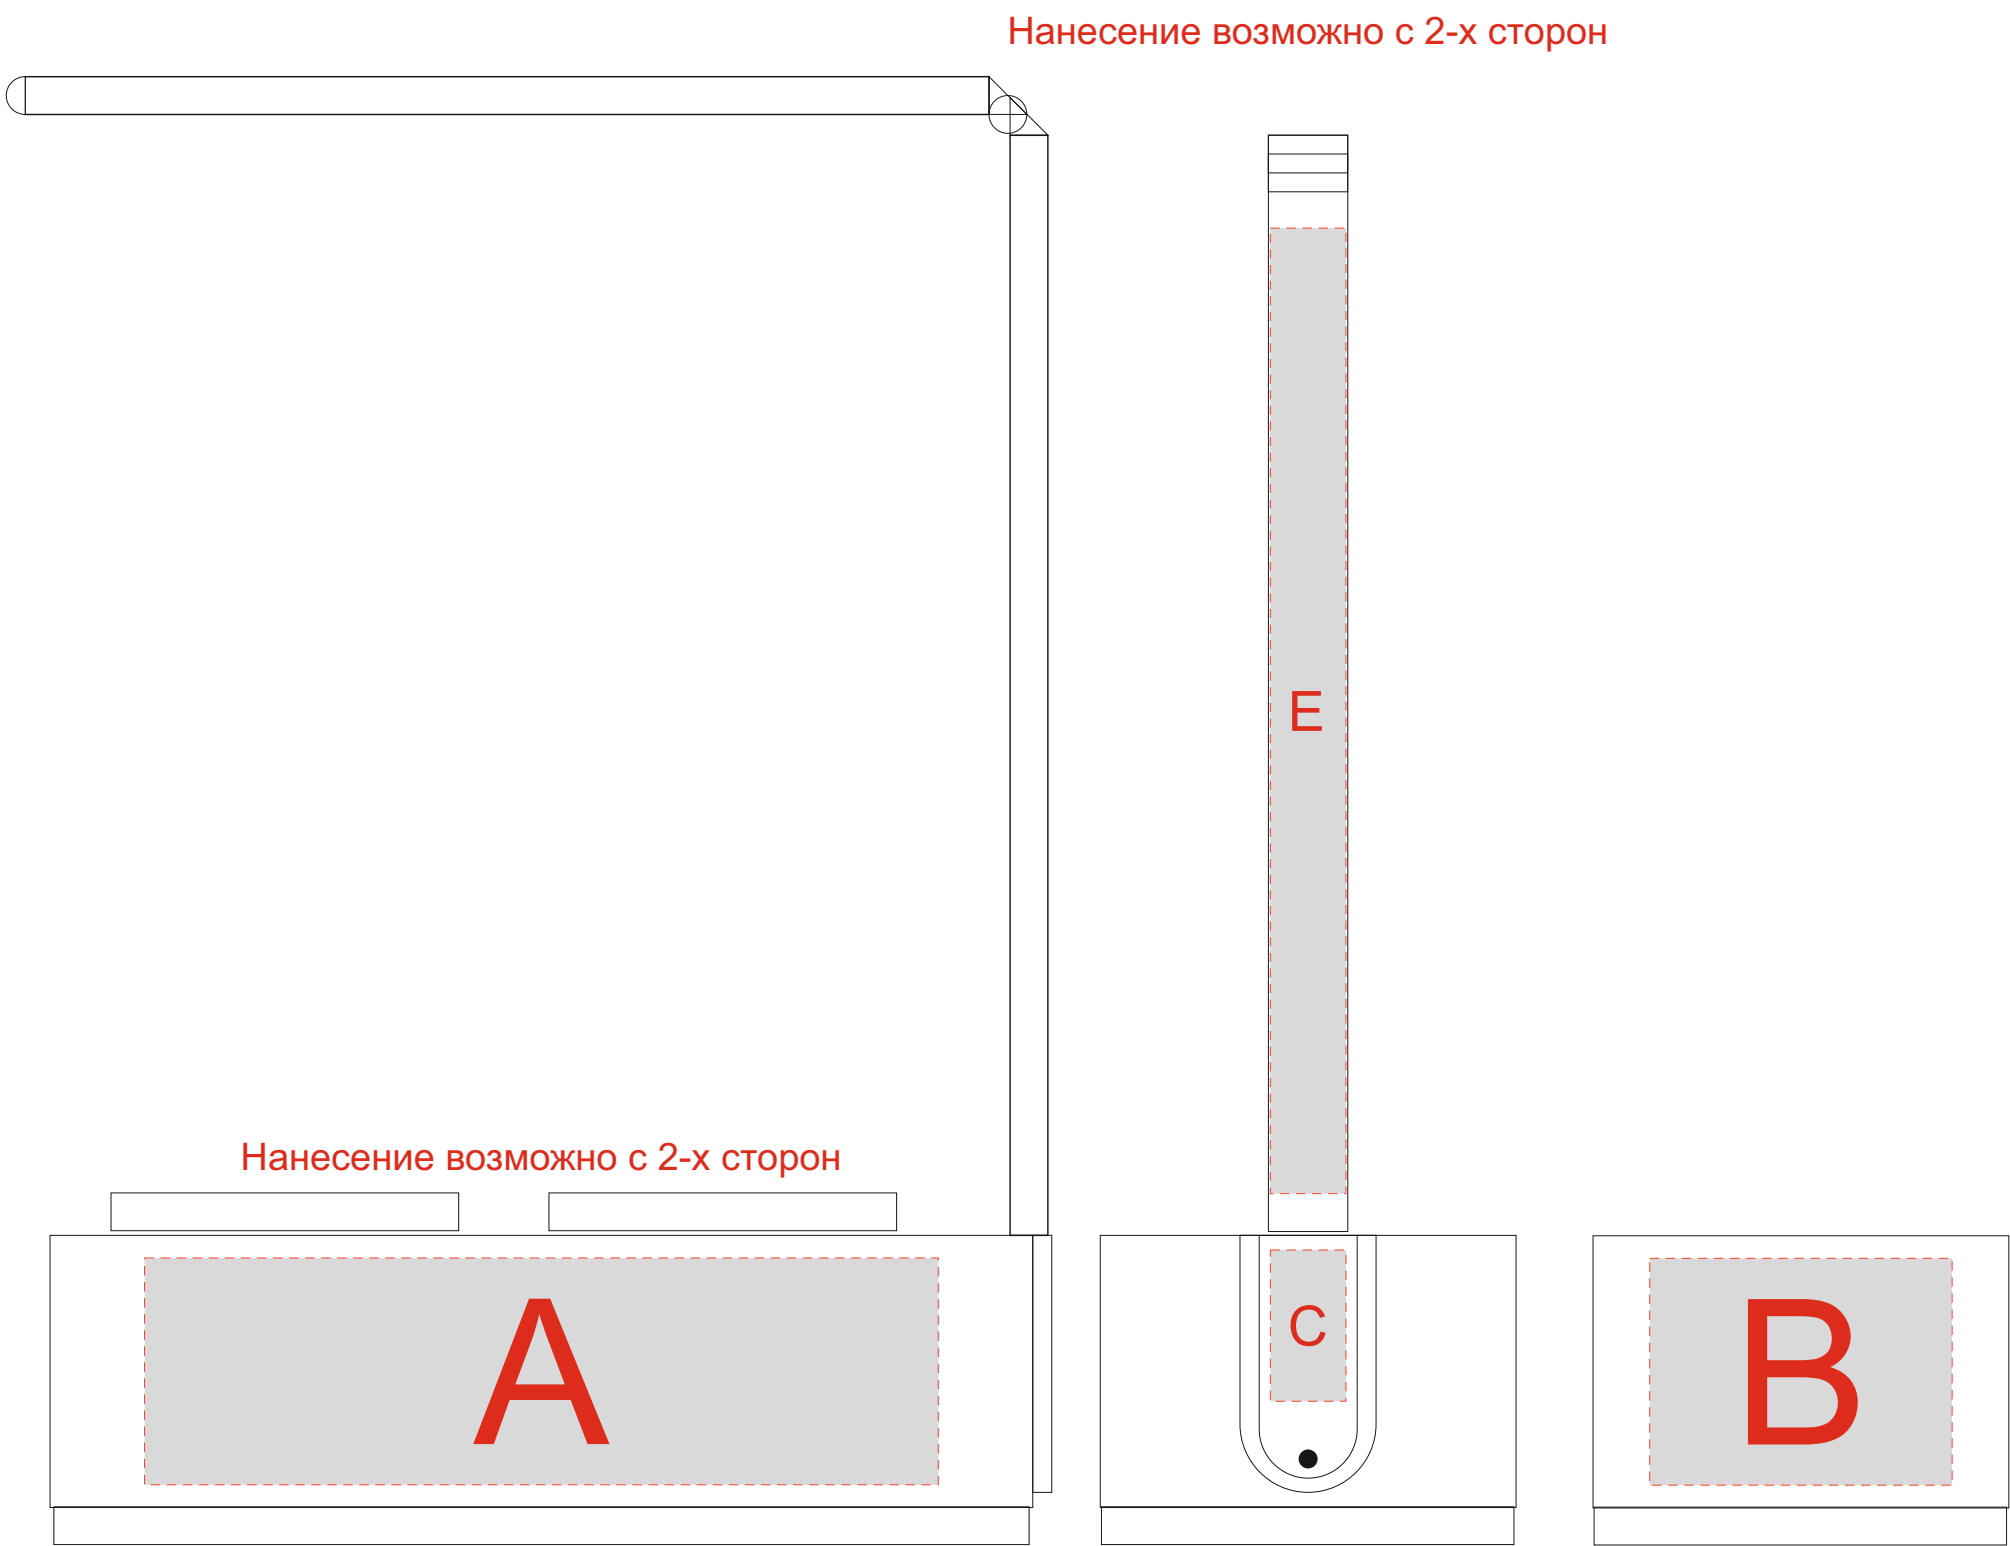 Нанесение возможно с 2-х сторон
E
Нанесение возможно с 2-х сторон
A
C
B